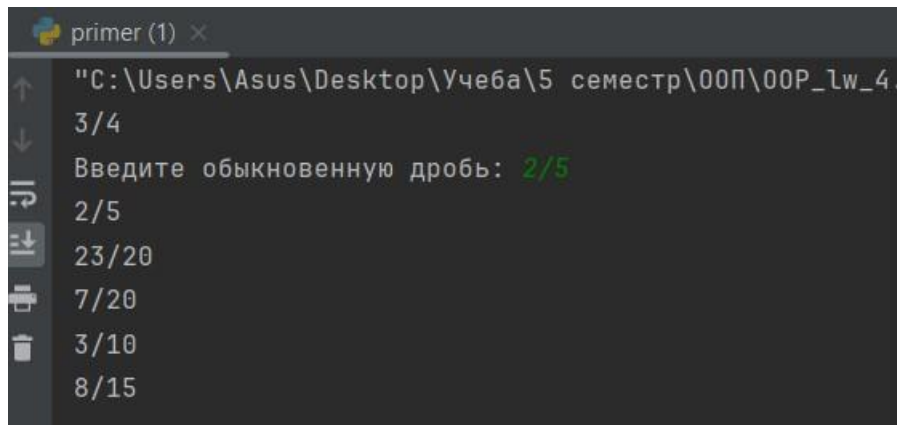 primer (1)
"C:\Users\Asus\Desktop\Учеба\5 семестр\ООП\OOP_lw_4.
3/4
Введите обыкновенную дробь: 2/5
2/5
23/20
7/20
3/10
8/15